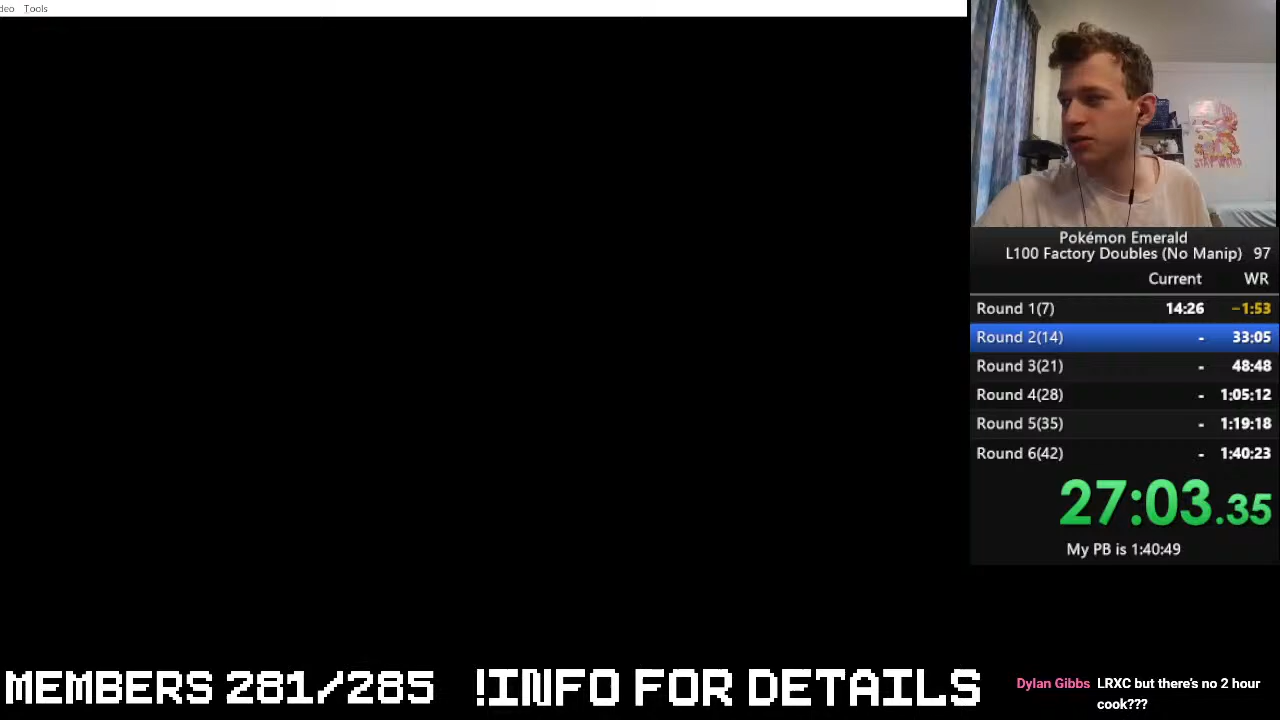 deo Tools
STAY WEIRD
Pokémon Emerald
L100 Factory Doubles (No Manip) 97
Current WR
Round 1(7) 14:26 −1:53
Round 2(14) - 33:05
Round 3(21) - 48:48
Round 4(28) - 1:05:12
Round 5(35) - 1:19:18
Round 6(42) - 1:40:23
27:03.35
My PB is 1:40:49
MEMBERS 281/285 !INFO FOR DETAILS
Dylan Gibbs LRXC but there's no 2 hour
cook???